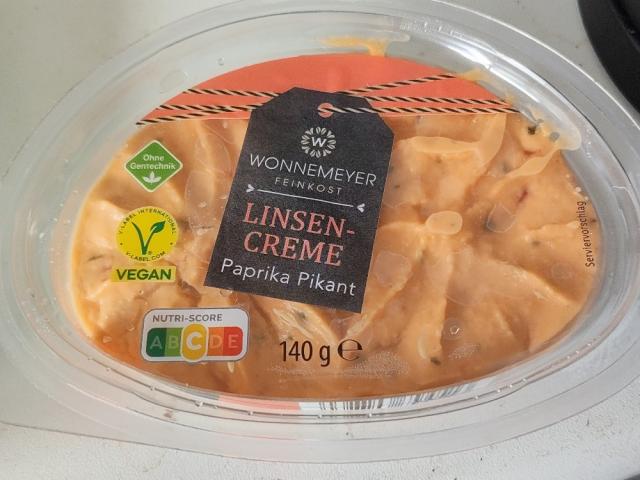 Ohne
Gentechnik
W
WONNEMEYER
FEINKOST
LINSEN-
CREME
Paprika Pikant
V-LABEL INTERNATIONAL
V-LABEL.COM
VEGAN
NUTRI-SCORE
A B C D E
140 g ℮
Serviervorschlag